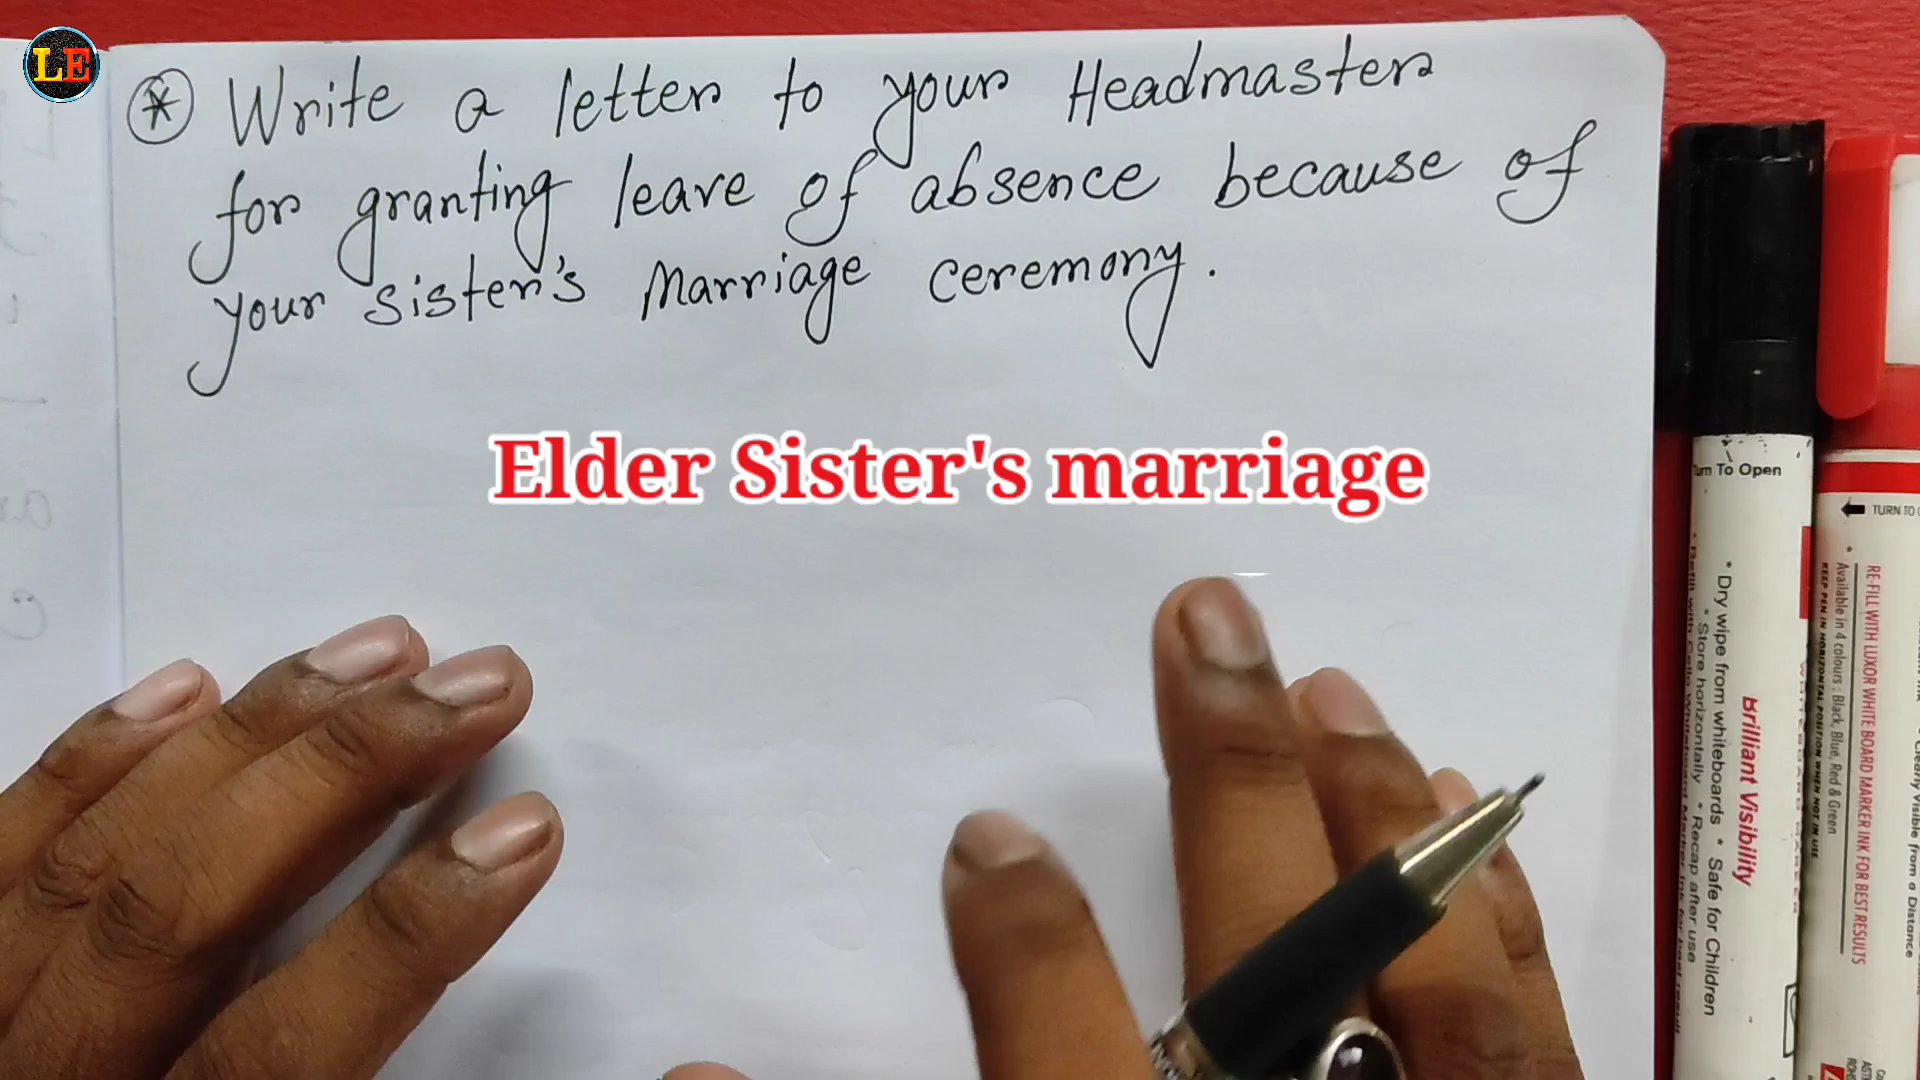 LE
Write a letter to your Headmaster
for granting leave of absence because of
your sister's Marriage ceremony.
Elder Sister's marriage
Turn To Open
* Dry wipe from whiteboards * Safe for Children
* Store horizontally * Recap after use
Brilliant Visibility
TURN TO
RE-FILL WITH LUXOR WHITE BOARD MARKER INK FOR BEST RESULTS
Available in 4 colours : Black, Blue, Red & Green
KEEP PEN IN HORIZONTAL POSITION WHEN NOT IN USE
Clearly Visible from a Distance